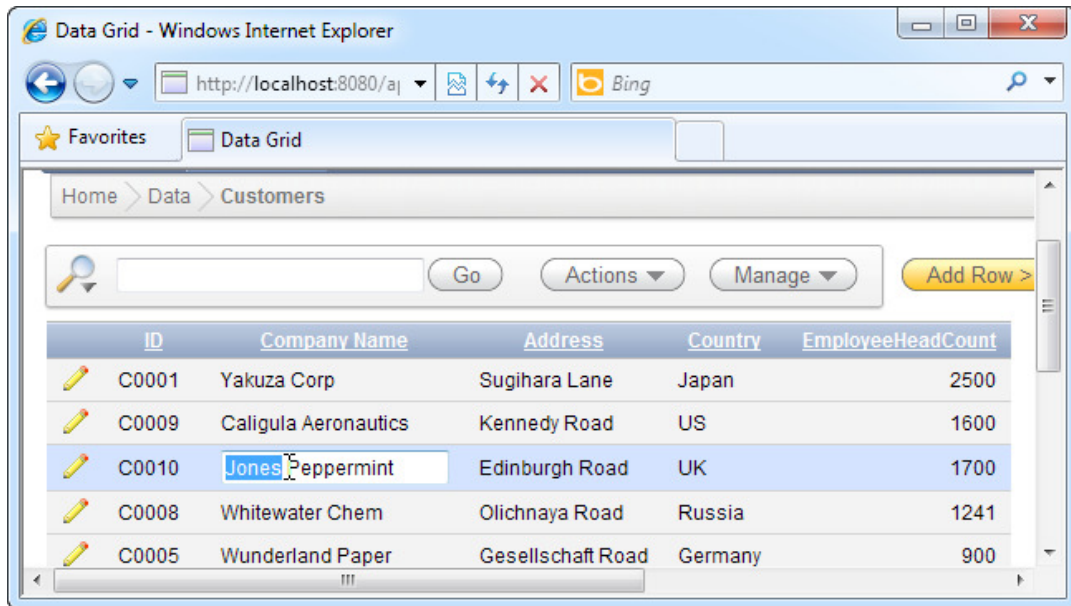 Data Grid - Windows Internet Explorer
http://localhost:8080/a
Bing
Favorites Data Grid
Home Data Customers
Go Actions Manage Add Row >
ID Company Name Address Country EmployeeHeadCount
C0001 Yakuza Corp Sugihara Lane Japan 2500
C0009 Caligula Aeronautics Kennedy Road US 1600
C0010 Jones Peppermint Edinburgh Road UK 1700
C0008 Whitewater Chem Olichnaya Road Russia 1241
C0005 Wunderland Paper Gesellschaft Road Germany 900